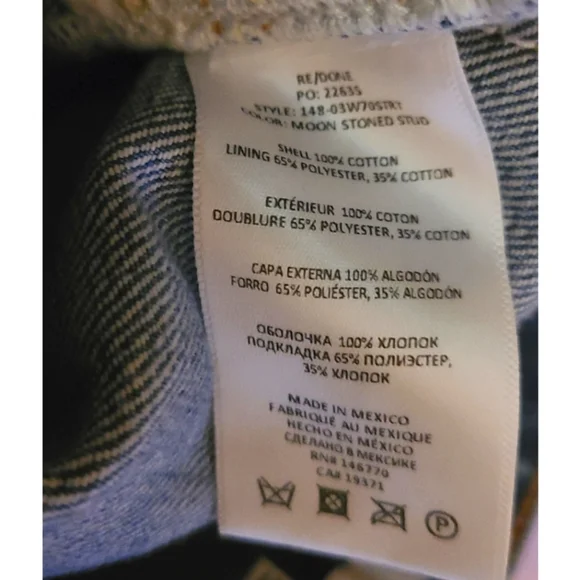 RE/DONE
PO: 22635
STYLE: 148-03W70STRT
COLOR: MOON STONED STUD
SHELL 100% COTTON
LINING 65% POLYESTER, 35% COTTON
EXTÉRIEUR 100% COTON
DOUBLURE 65% POLYESTER, 35% COTON
CAPA EXTERNA 100% ALGODÓN
FORRO 65% POLIÉSTER, 35% ALGODÓN
ОБОЛОЧКА 100% ХЛОПОК
ПОДКЛАДКА 65% ПОЛИЭСТЕР,
35% ХЛОПОК
MADE IN MEXICO
FABRIQUÉ AU MEXIQUE
HECHO EN MÉXICO
СДЕЛАНО В МЕКСИКЕ
RN# 146770
CA# 19371
P